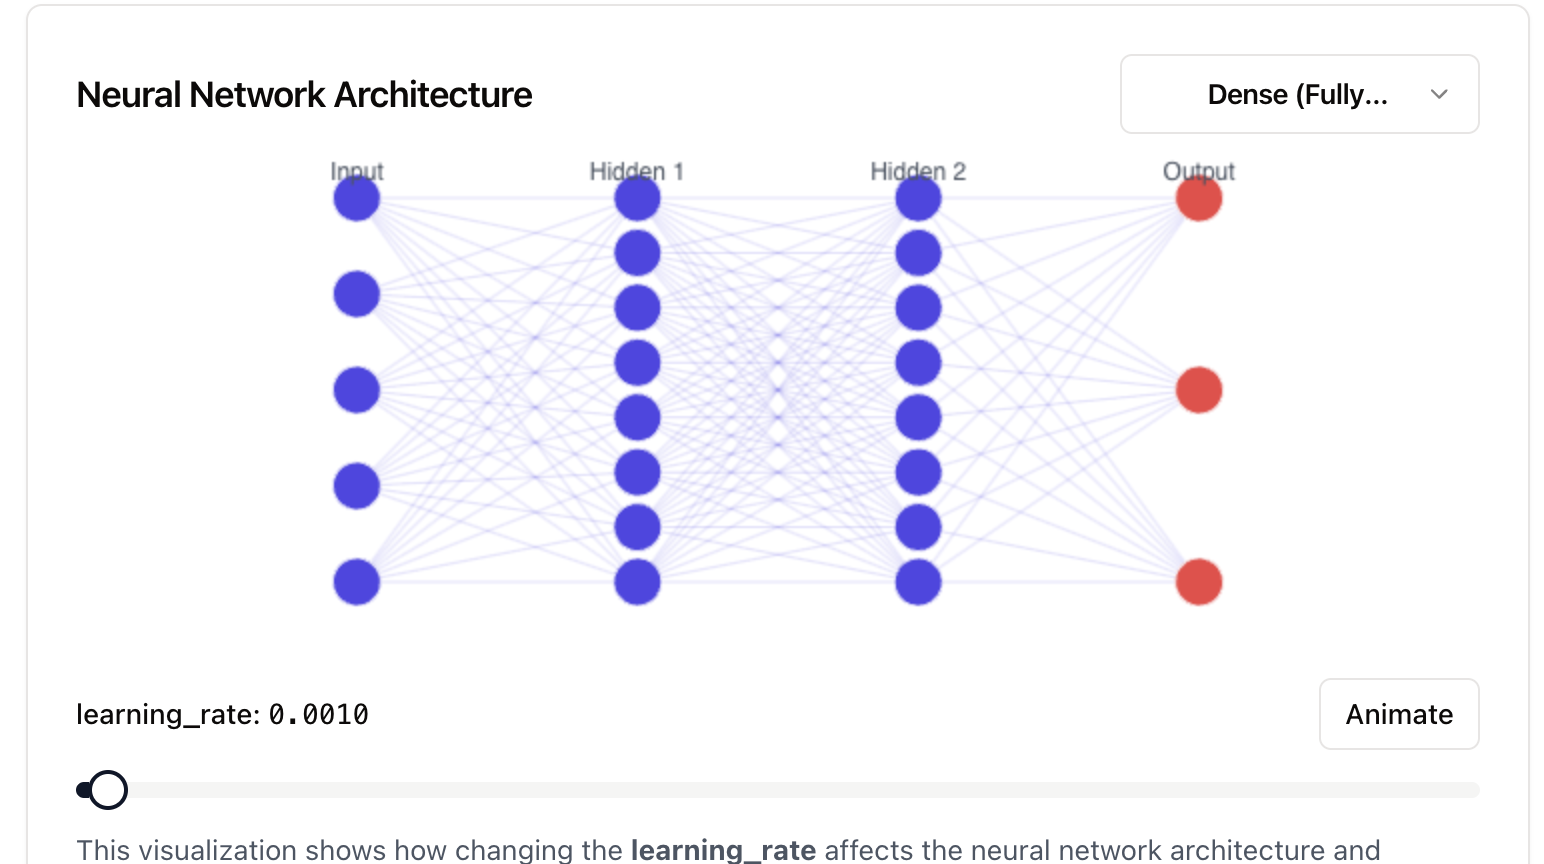 Neural Network Architecture
Dense (Fully...
Input
Hidden 1
Hidden 2
Output
learning_rate: 0.0010
Animate
This visualization shows how changing the learning_rate affects the neural network architecture and